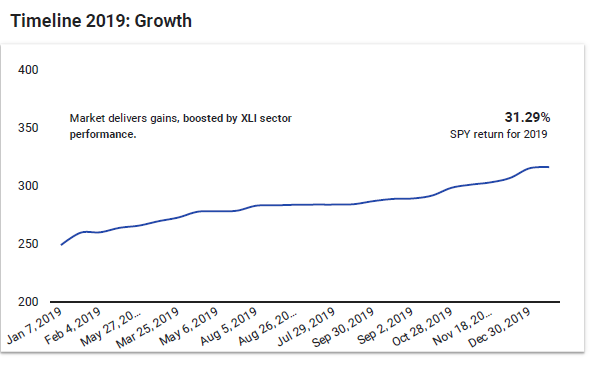 Timeline 2019: Growth
400
Market delivers gains, boosted by XLI sector
performance.
31.29%
SPY return for 2019
350
300
250
200
Jan 7, 2019
Feb 4, 2019
May 27, 20...
Mar 25, 2019
May 6, 2019
Aug 5, 2019
Aug 26, 20...
Jul 29, 2019
Sep 30, 2019
Sep 2, 2019
Oct 28, 2019
Nov 18, 20...
Dec 30, 2019